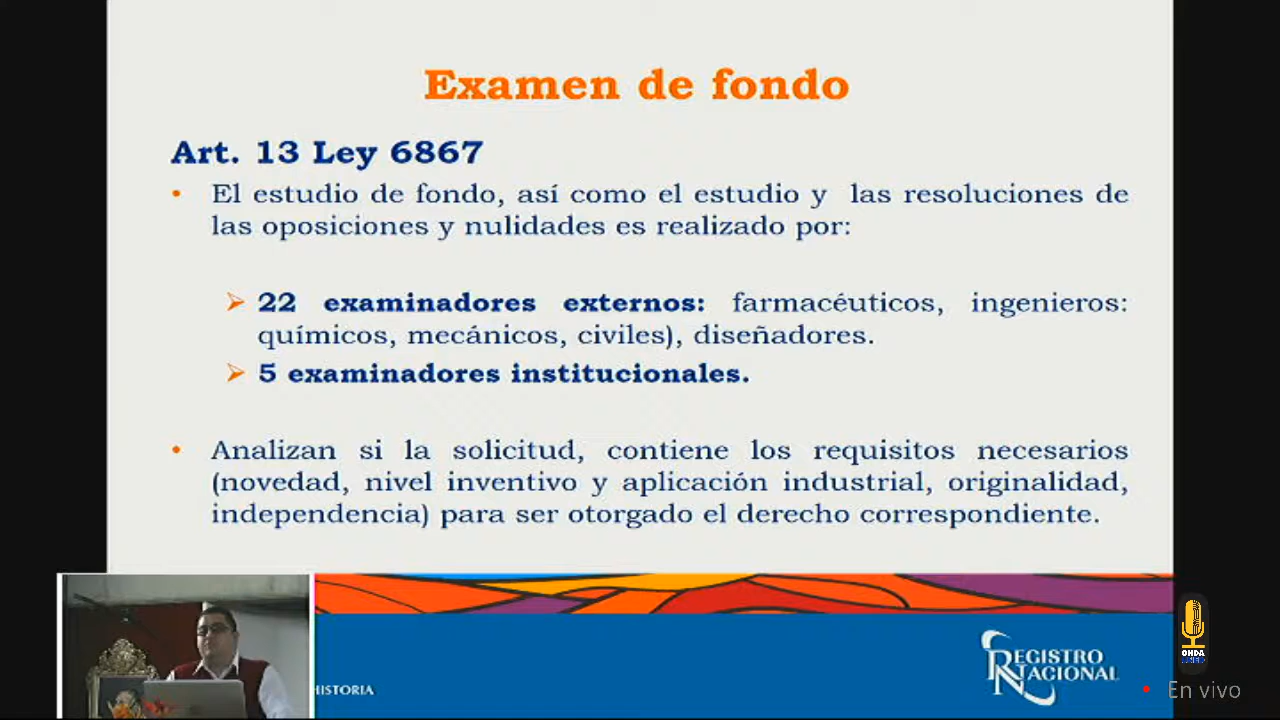 Examen de fondo
Art. 13 Ley 6867
• El estudio de fondo, así como el estudio y las resoluciones de
las oposiciones y nulidades es realizado por:
➢ 22 examinadores externos: farmacéuticos, ingenieros:
químicos, mecánicos, civiles), diseñadores.
➢ 5 examinadores institucionales.
• Analizan si la solicitud, contiene los requisitos necesarios
(novedad, nivel inventivo y aplicación industrial, originalidad,
independencia) para ser otorgado el derecho correspondiente.
HISTORIA
REGISTRO
NACIONAL
ONDA
• En vivo